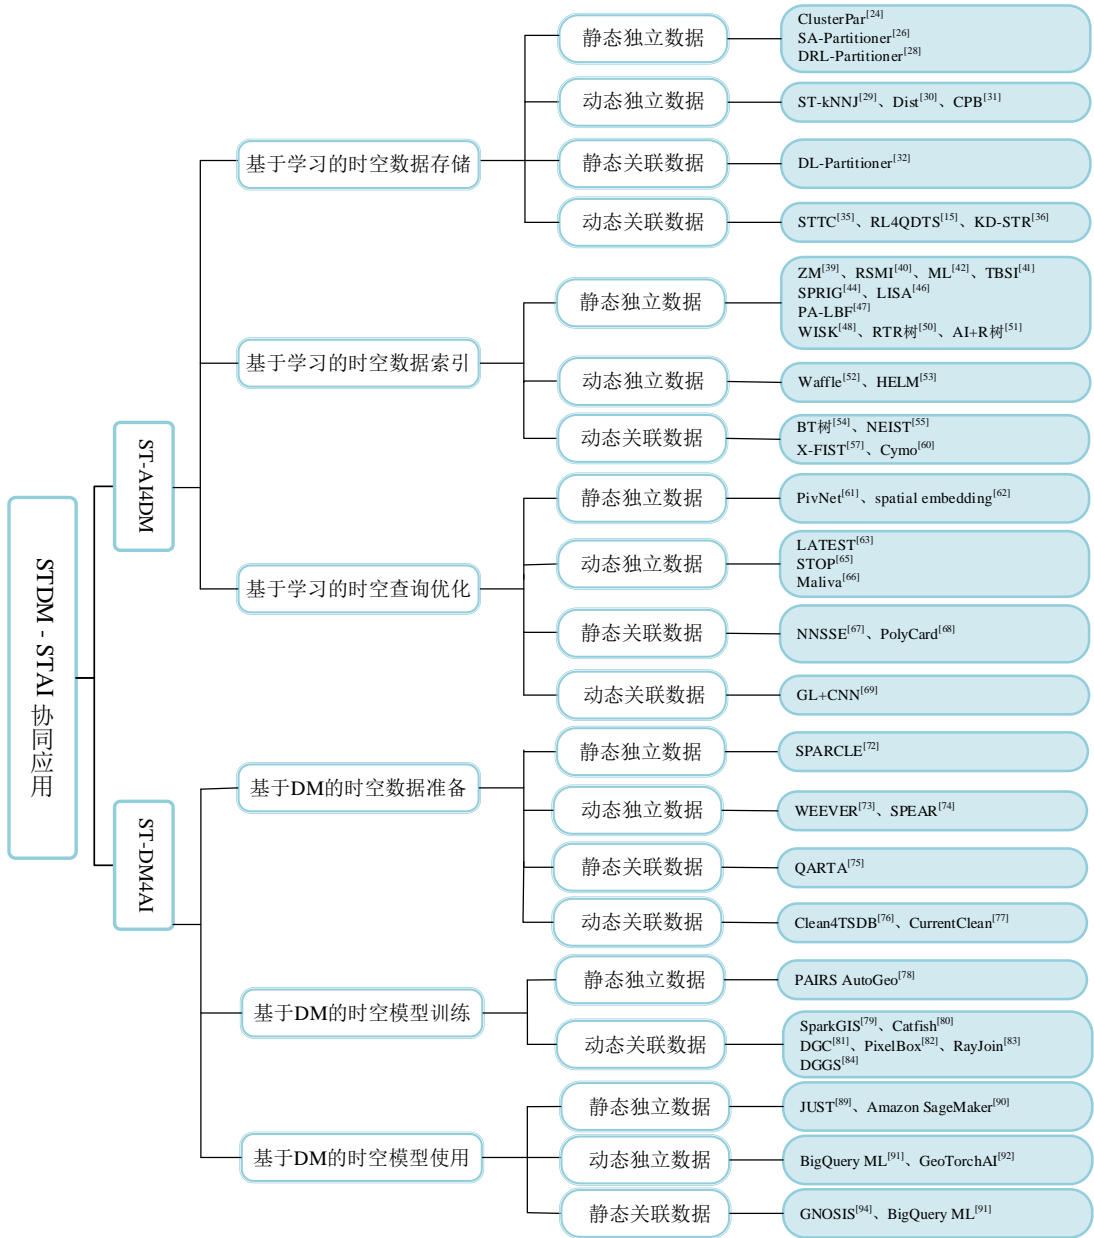 STDM - STAI 协同应用
ST-AI4DM
基于学习的时空数据存储
静态独立数据
ClusterPar[24]
SA-Partitioner[26]
DRL-Partitioner[28]
动态独立数据
ST-kNNJ[29]、Dist[30]、CPB[31]
静态关联数据
DL-Partitioner[32]
动态关联数据
STTC[35]、RL4QDTS[15]、KD-STR[36]
基于学习的时空数据索引
静态独立数据
ZM[39]、RSMI[40]、ML[42]、TBSI[41]
SPRIG[44]、LISA[46]
PA-LBF[47]
WISK[48]、RTR树[50]、AI+R树[51]
动态独立数据
Waffle[52]、HELM[53]
动态关联数据
BT树[54]、NEIST[55]
X-FIST[57]、Cymo[60]
基于学习的时空查询优化
静态独立数据
PivNet[61]、spatial embedding[62]
动态独立数据
LATEST[63]
STOP[65]
Maliva[66]
静态关联数据
NNSSE[67]、PolyCard[68]
动态关联数据
GL+CNN[69]
ST-DM4AI
基于DM的时空数据准备
静态独立数据
SPARCLE[72]
动态独立数据
WEEVER[73]、SPEAR[74]
静态关联数据
QARTA[75]
动态关联数据
Clean4TSDB[76]、CurrentClean[77]
基于DM的时空模型训练
静态独立数据
PAIRS AutoGeo[78]
动态关联数据
SparkGIS[79]、Catfish[80]
DGC[81]、PixelBox[82]、RayJoin[83]
DGGS[84]
基于DM的时空模型使用
静态独立数据
JUST[89]、Amazon SageMaker[90]
动态独立数据
BigQuery ML[91]、GeoTorchAI[92]
静态关联数据
GNOSIS[94]、BigQuery ML[91]